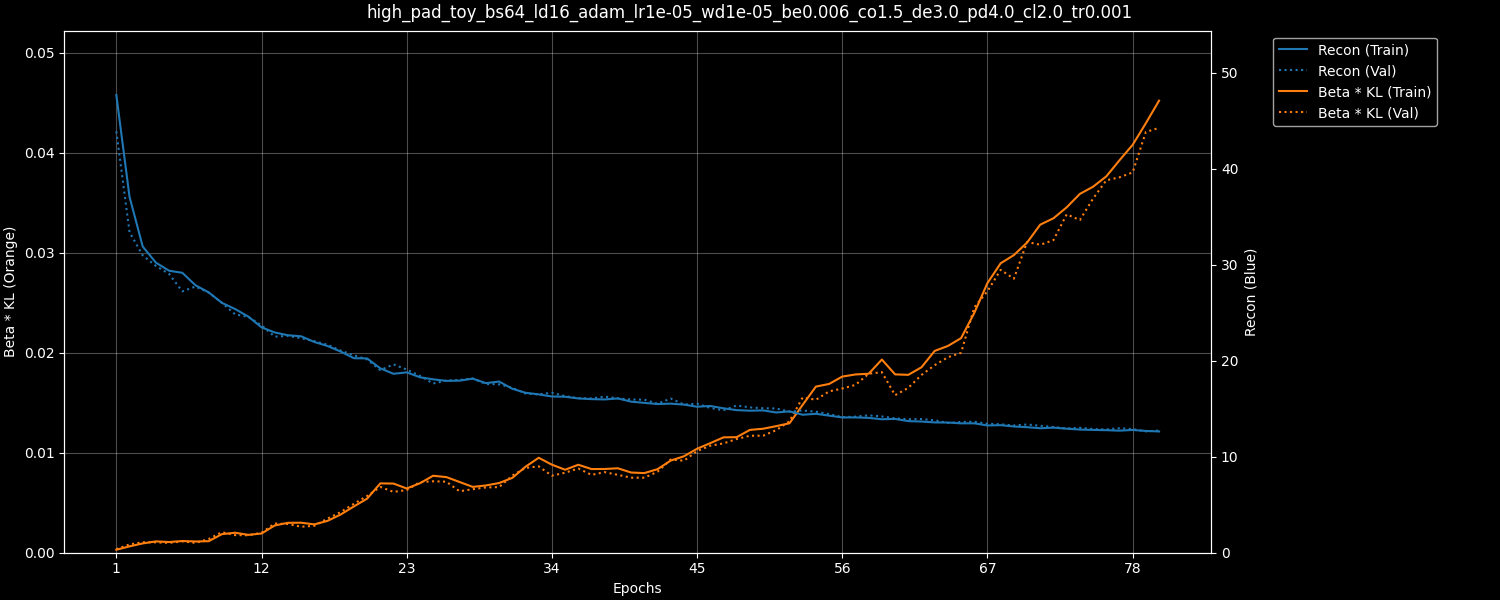 high_pad_toy_bs64_ld16_adam_lr1e-05_wd1e-05_be0.006_co1.5_de3.0_pd4.0_cl2.0_tr0.001
Beta * KL (Orange)
0.05
0.04
0.03
0.02
0.01
0.00
1 12 23 34 45 56 67 78
Epochs
50
40
30
20
10
0
Recon (Blue)
Recon (Train)
Recon (Val)
Beta * KL (Train)
Beta * KL (Val)